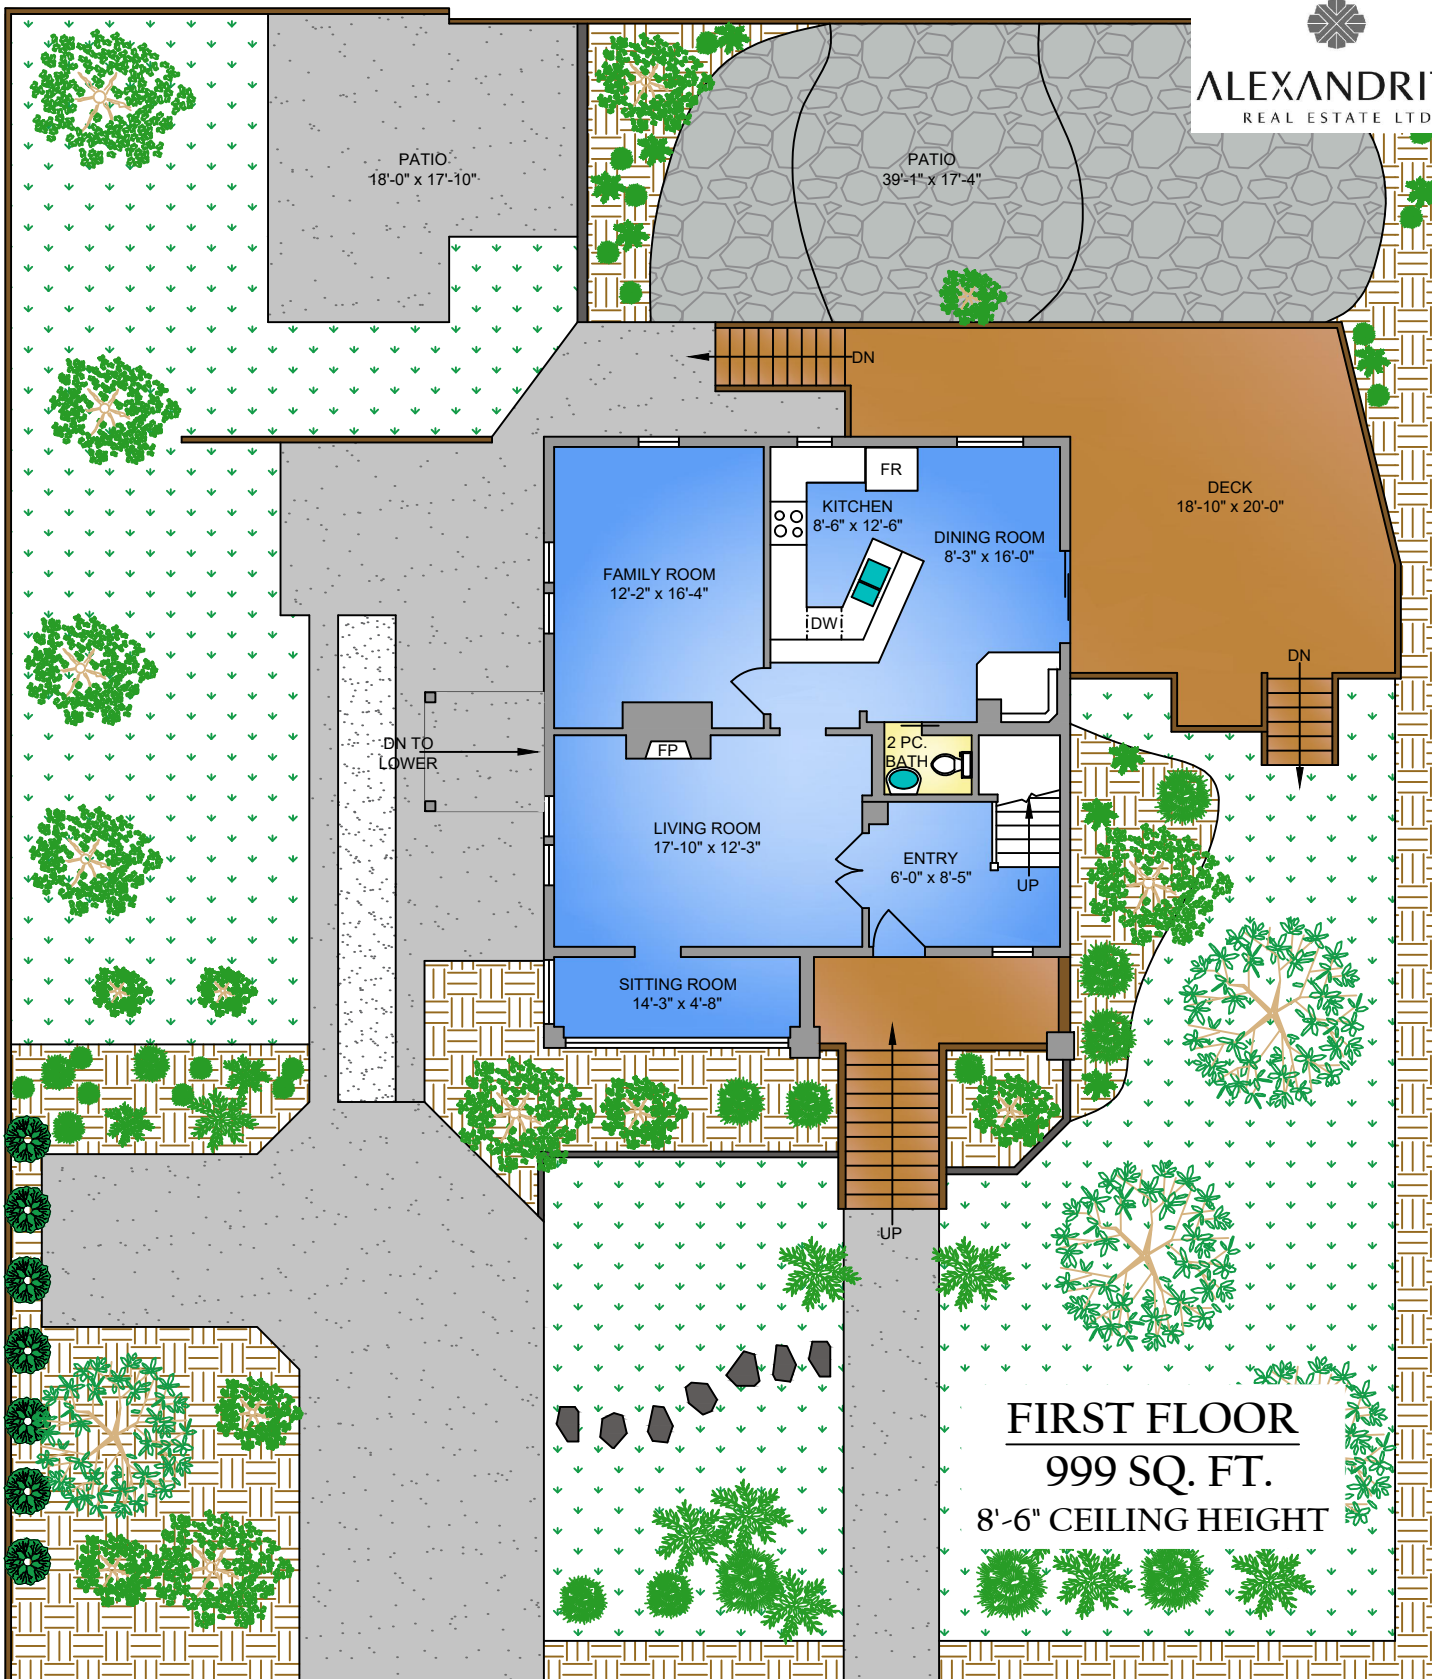 ALEXANDRI
REAL ESTATE LTD
PATIO
18'-0" x 17'-10"
PATIO
39'-1" x 17'-4"
DN
FR
KITCHEN
8'-6" x 12'-6"
DECK
18'-10" x 20'-0"
DINING ROOM
8'-3" x 16'-0"
FAMILY ROOM
12'-2" x 16'-4"
DW
DN
DN TO
LOWER
FP
2 PC.
BATH
LIVING ROOM
17'-10" x 12'-3"
ENTRY
6'-0" x 8'-5"
UP
SITTING ROOM
14'-3" x 4'-8"
UP
FIRST FLOOR
999 SQ. FT.
8'-6" CEILING HEIGHT